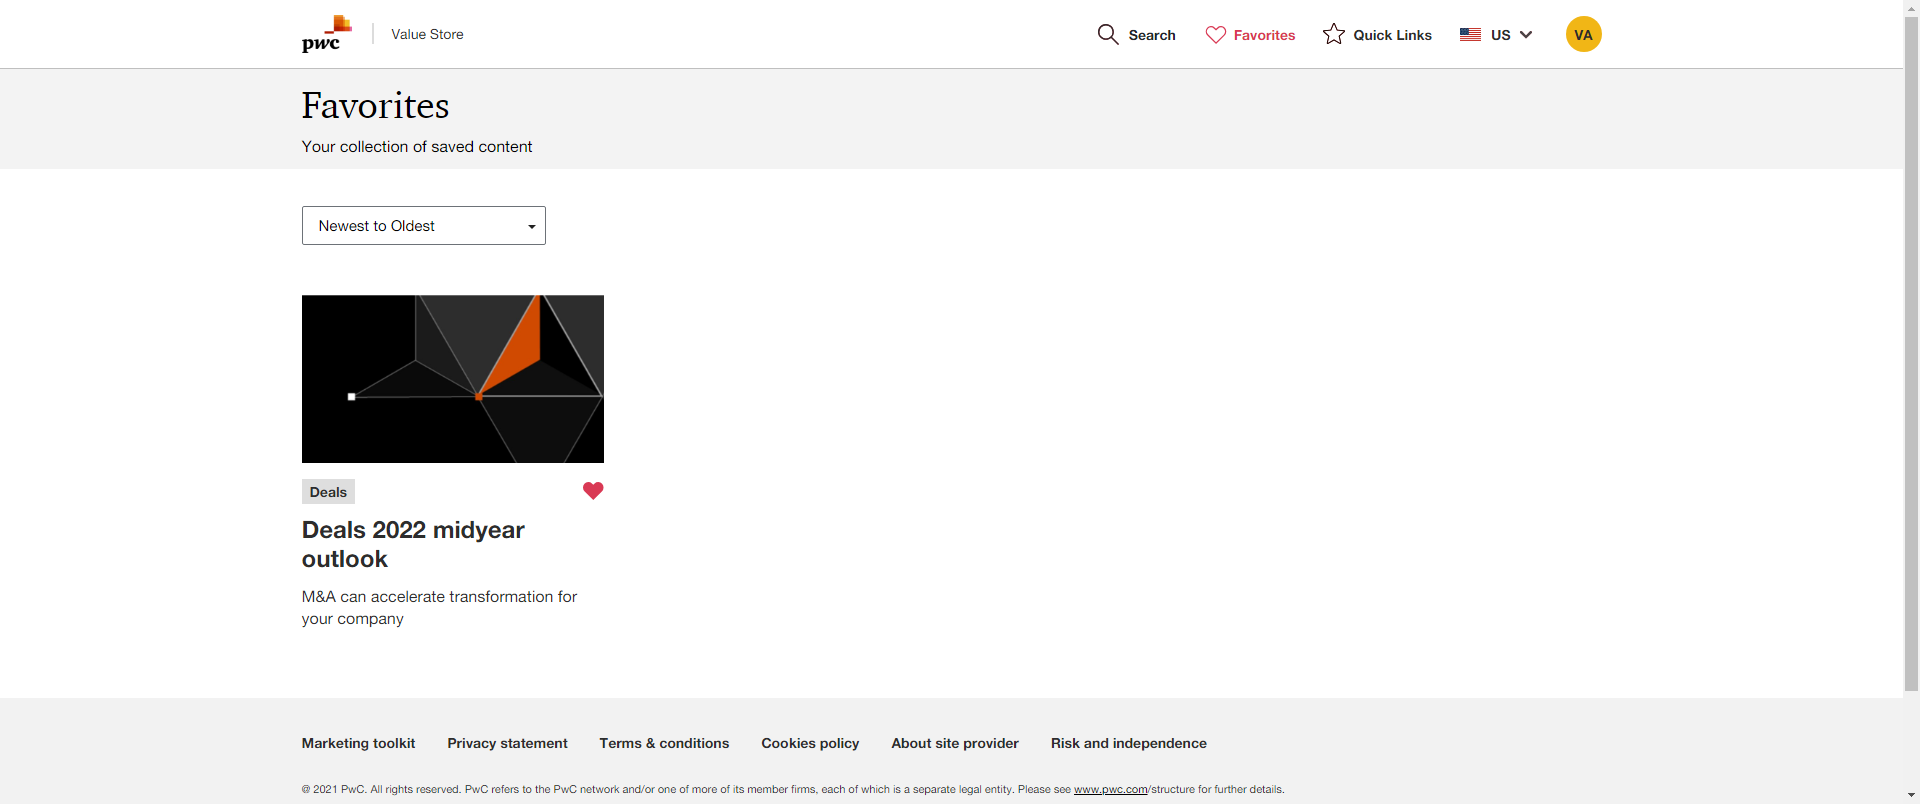 pwc
Value Store
Search
Favorites
Quick Links
US
VA
Favorites
Your collection of saved content
Newest to Oldest
Deals
Deals 2022 midyear
outlook
M&A can accelerate transformation for
your company
Marketing toolkit
Privacy statement
Terms & conditions
Cookies policy
About site provider
Risk and independence
@ 2021 PwC. All rights reserved. PwC refers to the PwC network and/or one of more of its member firms, each of which is a separate legal entity. Please see www.pwc.com/structure for further details.